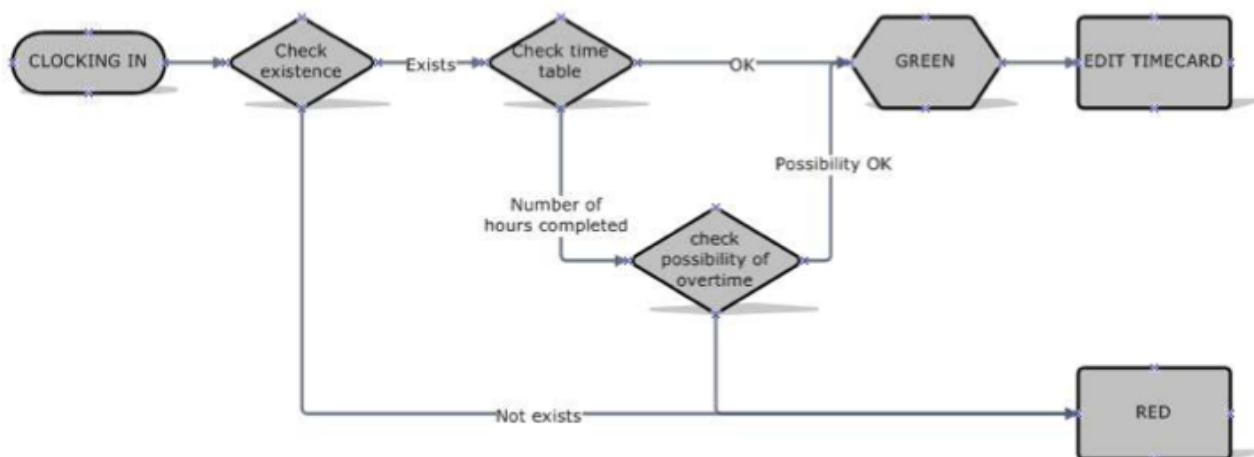 CLOCKING IN
Check
existence
Exists
Check time
table
OK
GREEN
EDIT TIMECARD
Possibility OK
Number of
hours completed
check
possibility of
overtime
Not exists
RED